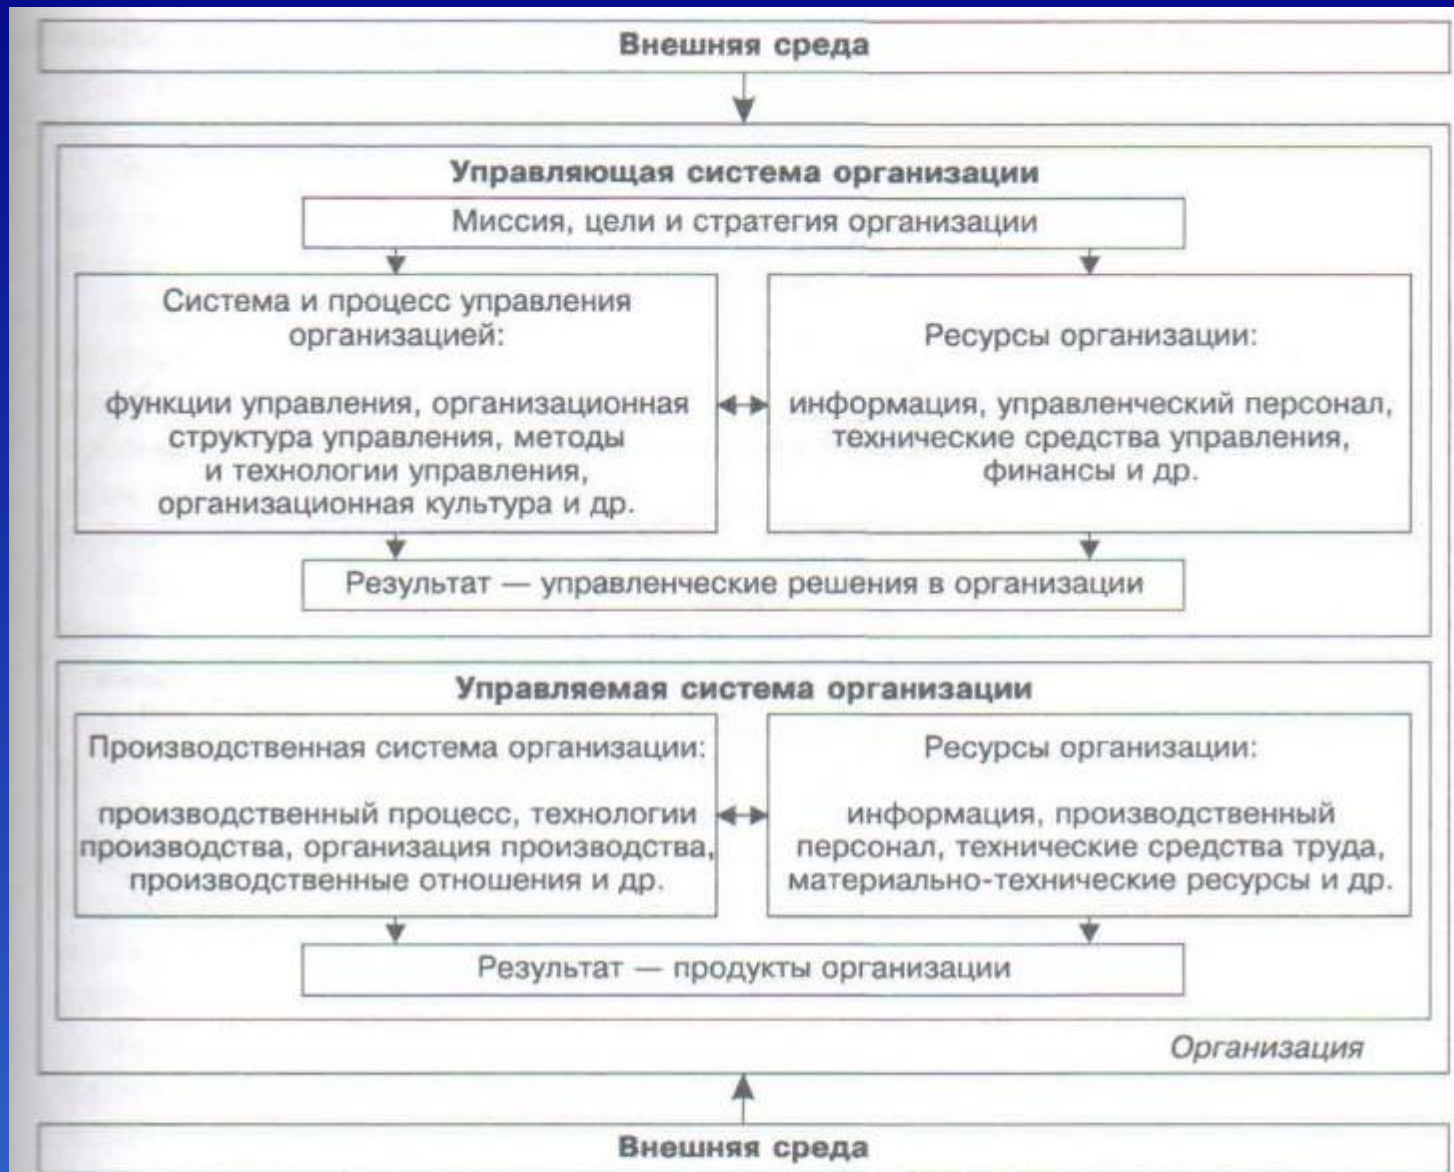 Внешняя среда
Управляющая система организации
Миссия, цели и стратегия организации
Система и процесс управления
организацией:
функции управления, организационная
структура управления, методы
и технологии управления,
организационная культура и др.
Ресурсы организации:
информация, управленческий персонал,
технические средства управления,
финансы и др.
Результат — управленческие решения в организации
Управляемая система организации
Производственная система организации:
производственный процесс, технологии
производства, организация производства,
производственные отношения и др.
Ресурсы организации:
информация, производственный
персонал, технические средства труда,
материально-технические ресурсы и др.
Результат — продукты организации
Организация
Внешняя среда